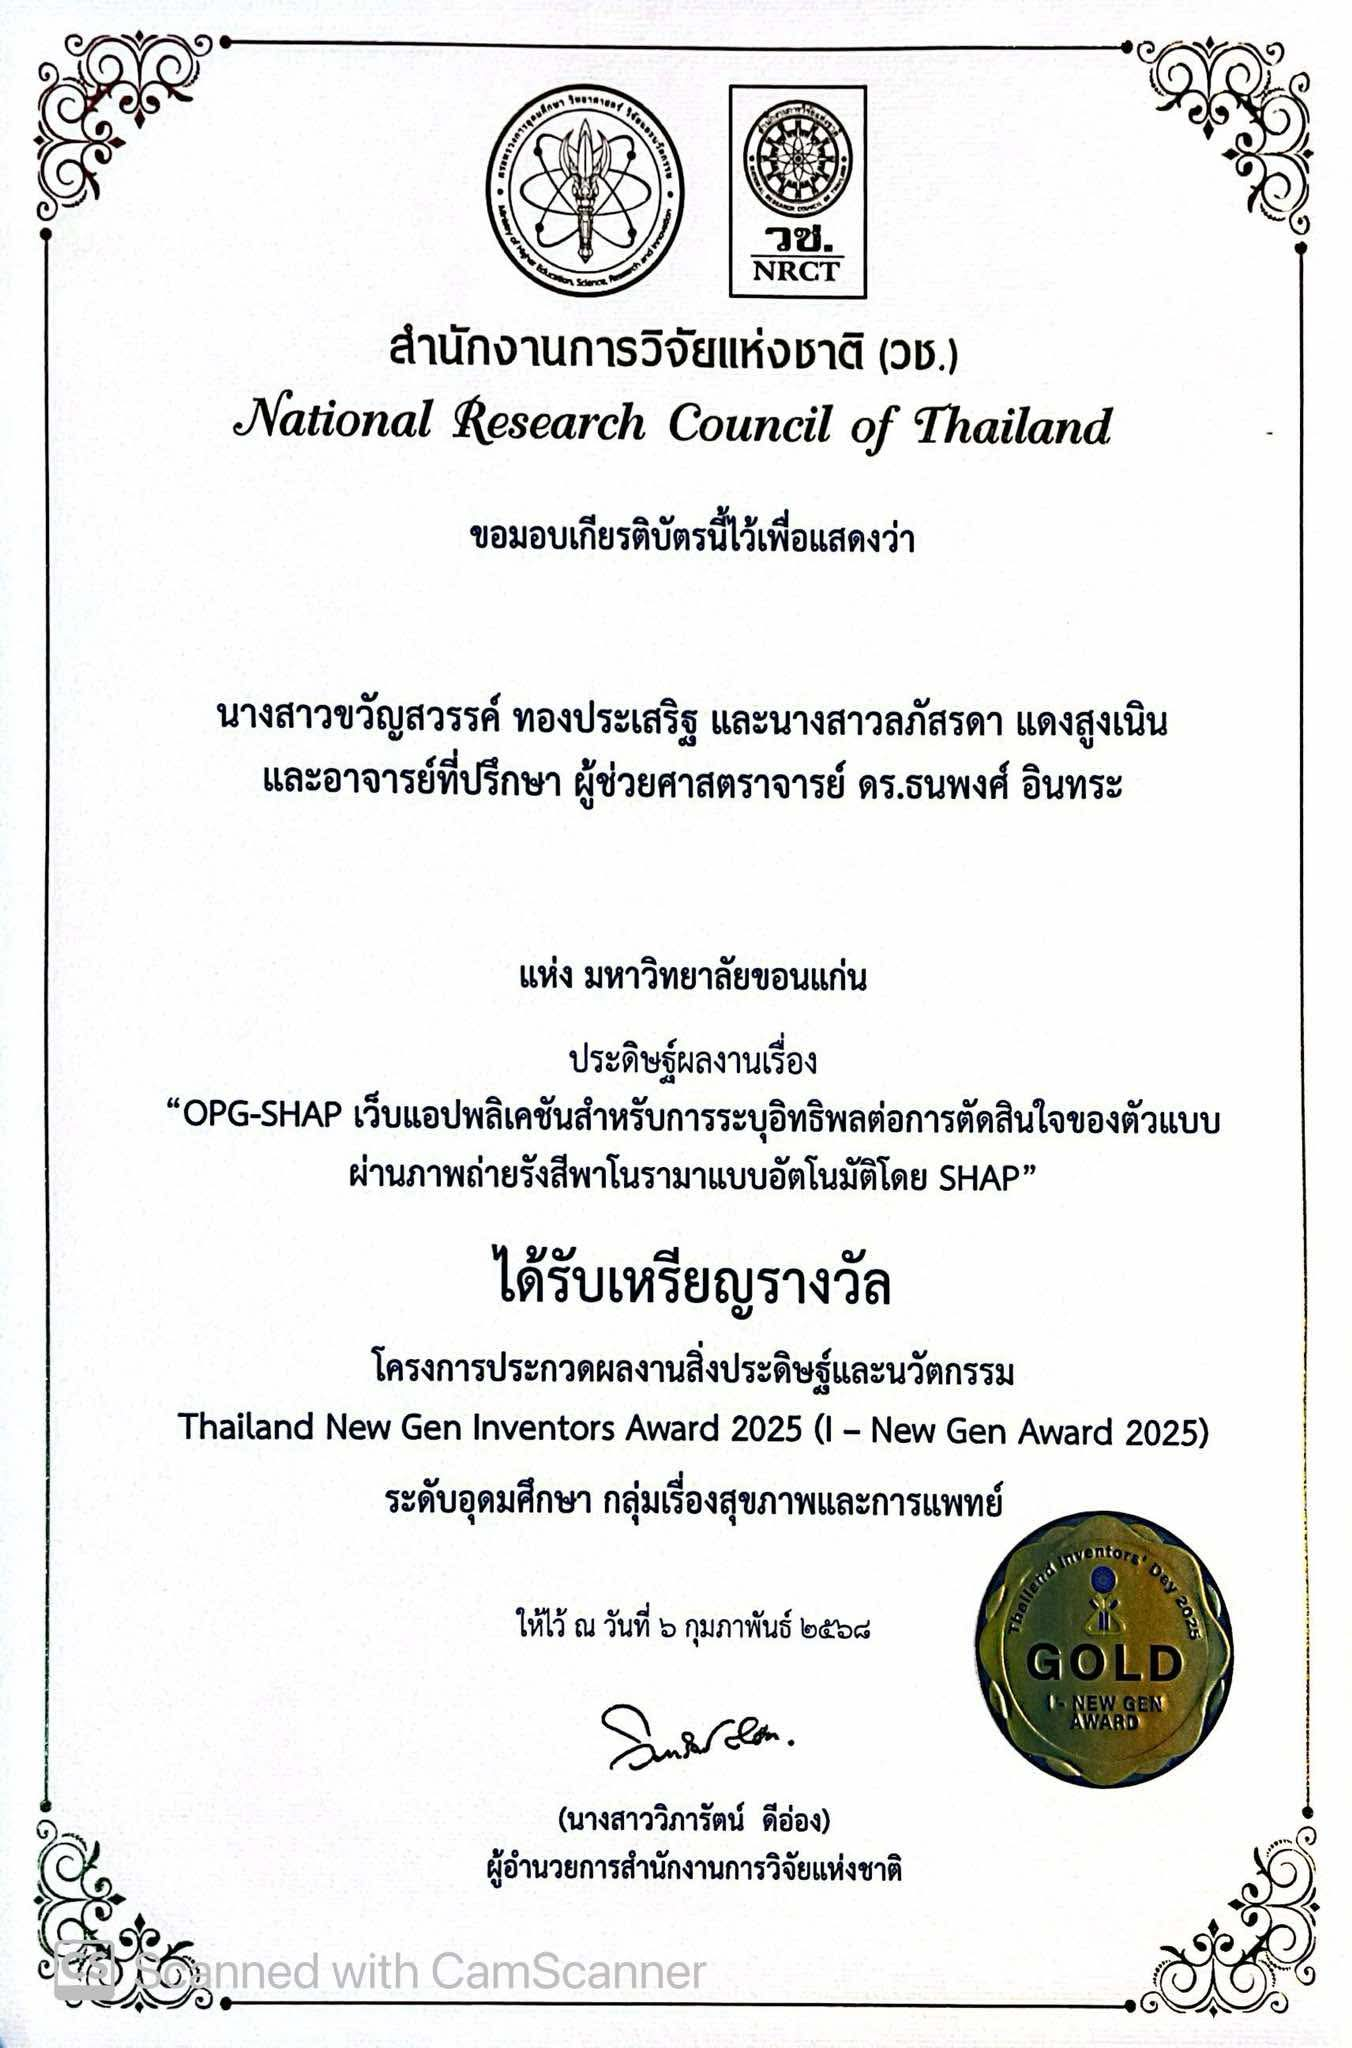 กระทรวงการอุดมศึกษา วิทยาศาสตร์ วิจัยและนวัตกรรม
Ministry of Higher Education, Science, Research and Innovation
สำนักงานการวิจัยแห่งชาติ
NATIONAL RESEARCH COUNCIL OF THAILAND
วช.
NRCT
สำนักงานการวิจัยแห่งชาติ (วช.)
National Research Council of Thailand
ขอมอบเกียรติบัตรนี้ไว้เพื่อแสดงว่า
นางสาวขวัญสวรรค์ ทองประเสริฐ และนางสาวลภัสรดา แดงสูงเนิน
และอาจารย์ที่ปรึกษา ผู้ช่วยศาสตราจารย์ ดร.ธนพงศ์ อินทระ
แห่ง มหาวิทยาลัยขอนแก่น
ประดิษฐ์ผลงานเรื่อง
“OPG-SHAP เว็บแอปพลิเคชันสำหรับการระบุอิทธิพลต่อการตัดสินใจของตัวแบบ
ผ่านภาพถ่ายรังสีพาโนรามาแบบอัตโนมัติโดย SHAP”
ได้รับเหรียญรางวัล
โครงการประกวดผลงานสิ่งประดิษฐ์และนวัตกรรม
Thailand New Gen Inventors Award 2025 (I – New Gen Award 2025)
ระดับอุดมศึกษา กลุ่มเรื่องสุขภาพและการแพทย์
Thailand Inventors' Day 2025
GOLD
I - NEW GEN
AWARD
ให้ไว้ ณ วันที่ ๖ กุมภาพันธ์ ๒๕๖๘
(นางสาววิภารัตน์ ดีอ่อง)
ผู้อำนวยการสำนักงานการวิจัยแห่งชาติ
CS Scanned with CamScanner